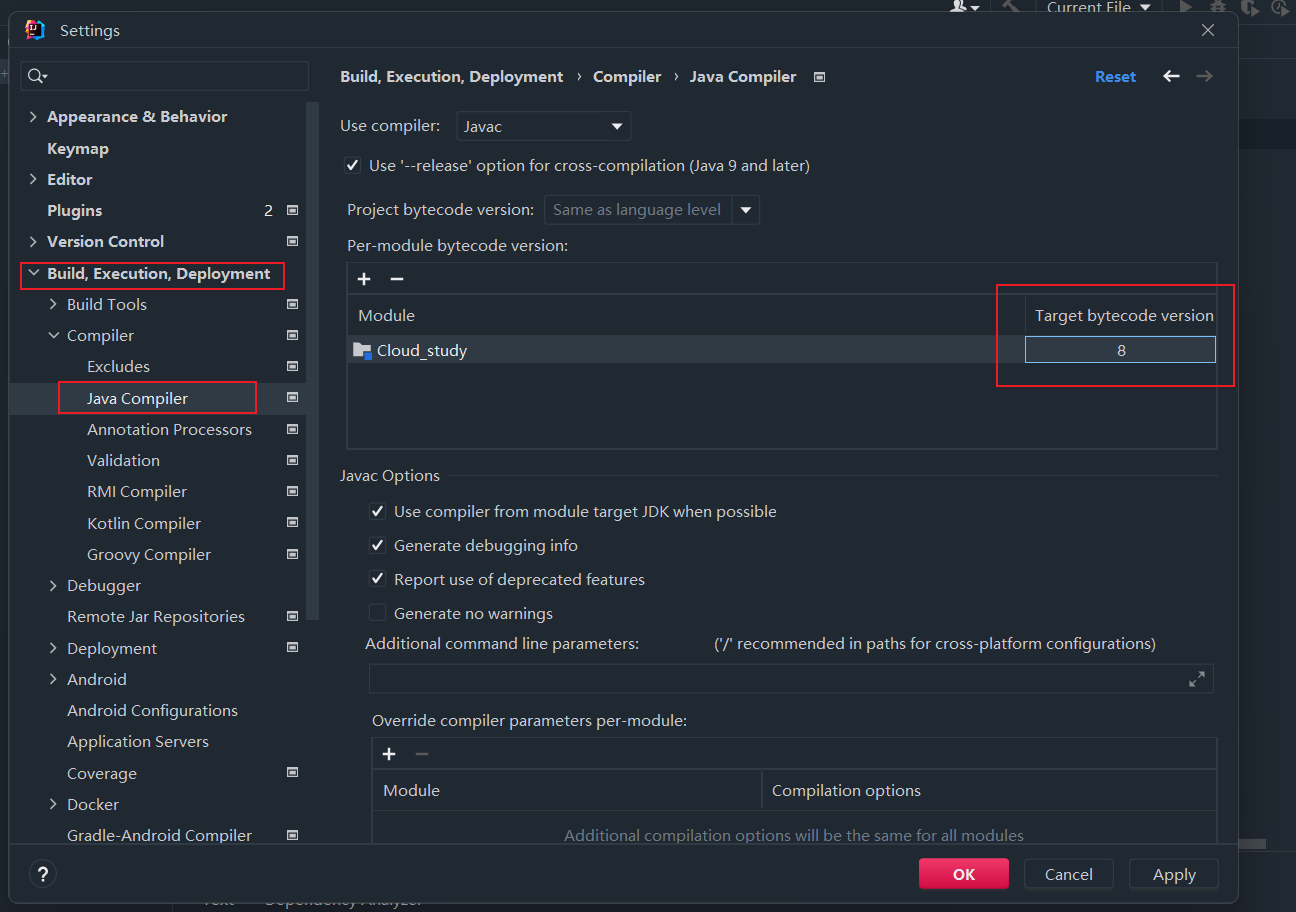 Current File
Settings
Appearance & Behavior
Keymap
Editor
Plugins 2
Version Control
Build, Execution, Deployment
Build Tools
Compiler
Excludes
Java Compiler
Annotation Processors
Validation
RMI Compiler
Kotlin Compiler
Groovy Compiler
Debugger
Remote Jar Repositories
Deployment
Android
Android Configurations
Application Servers
Coverage
Docker
Gradle-Android Compiler
Build, Execution, Deployment › Compiler › Java Compiler
Reset
Use compiler: Javac
Use '--release' option for cross-compilation (Java 9 and later)
Project bytecode version: Same as language level
Per-module bytecode version:
+ −
Module Target bytecode version
Cloud_study 8
Javac Options
Use compiler from module target JDK when possible
Generate debugging info
Report use of deprecated features
Generate no warnings
Additional command line parameters: ('/' recommended in paths for cross-platform configurations)
Override compiler parameters per-module:
+ −
Module Compilation options
Additional compilation options will be the same for all modules
? OK Cancel Apply
Text Dependency Analyzer